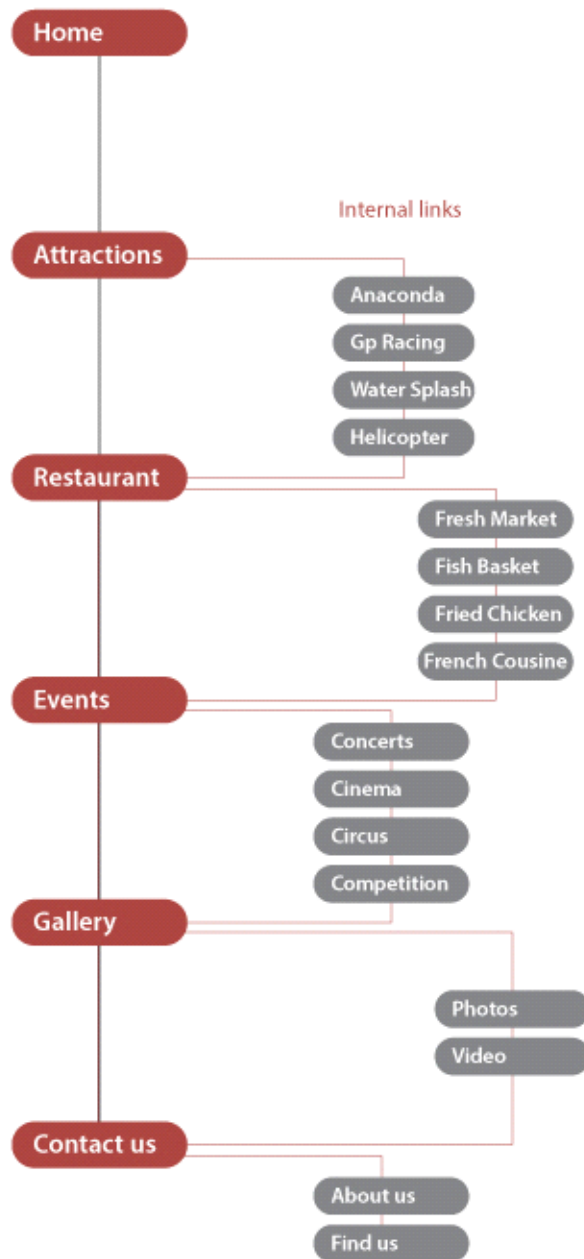 Home
Internal links
Attractions
Anaconda
Gp Racing
Water Splash
Helicopter
Restaurant
Fresh Market
Fish Basket
Fried Chicken
French Cousine
Events
Concerts
Cinema
Circus
Competition
Gallery
Photos
Video
Contact us
About us
Find us